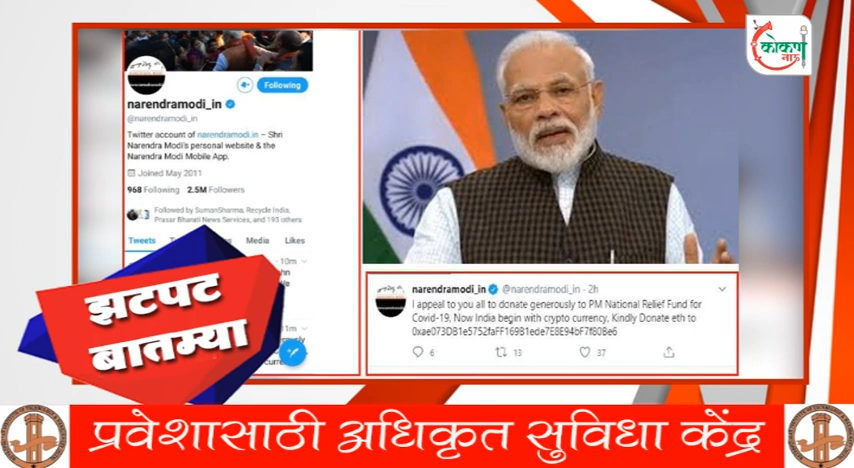 कोकण
नाऊ
Following
narendramodi_in
@narendramodi_in
Twitter account of narendramodi.in – Shri
Narendra Modi's personal website & the
Narendra Modi Mobile App.
Joined May 2011
968 Following 2.5M Followers
Followed by SumanSharma, Recycle India,
Prasar Bharati News Services, and 193 others
Tweets
Media Likes
10m
झटपट
बातम्या
narendramodi_in @narendramodi_in · 2h
I appeal to you all to donate generously to PM National Relief Fund for
Covid-19, Now India begin with crypto currency, Kindly Donate eth to
0xae073DB1e5752faFF169B1ede7E8E94bF7f808e6
6 13 37
प्रवेशासाठी अधिकृत सुविधा केंद्र